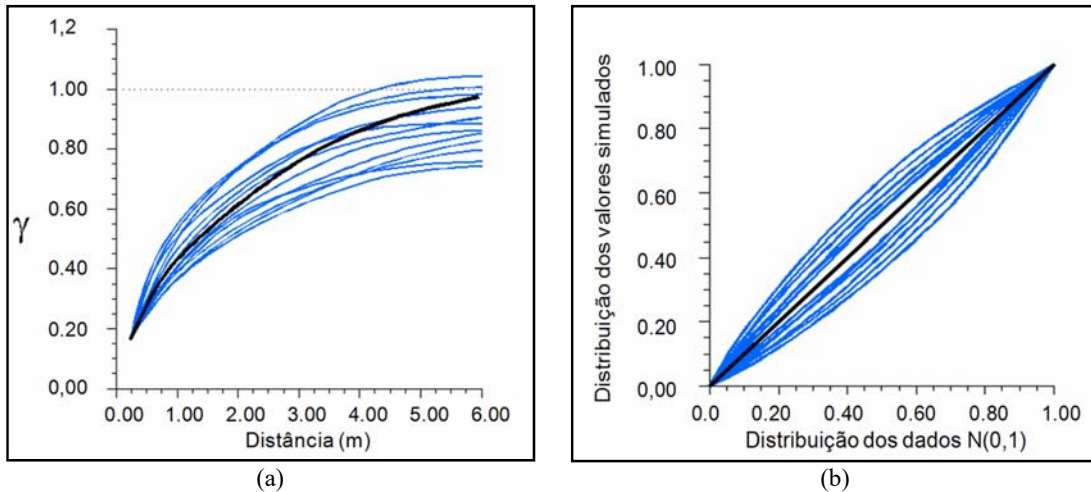 1,2
1.00
0.80
0.60
0.40
0.20
0,00
γ
0.00 1.00 2.00 3.00 4.00 5.00 6.00
Distância (m)
(a)
1.00
0.80
0.60
0.40
0.20
0,00
Distribuição dos valores simulados
0.0 0.20 0.40 0.60 0.80 1.00
Distribuição dos dados N(0,1)
(b)